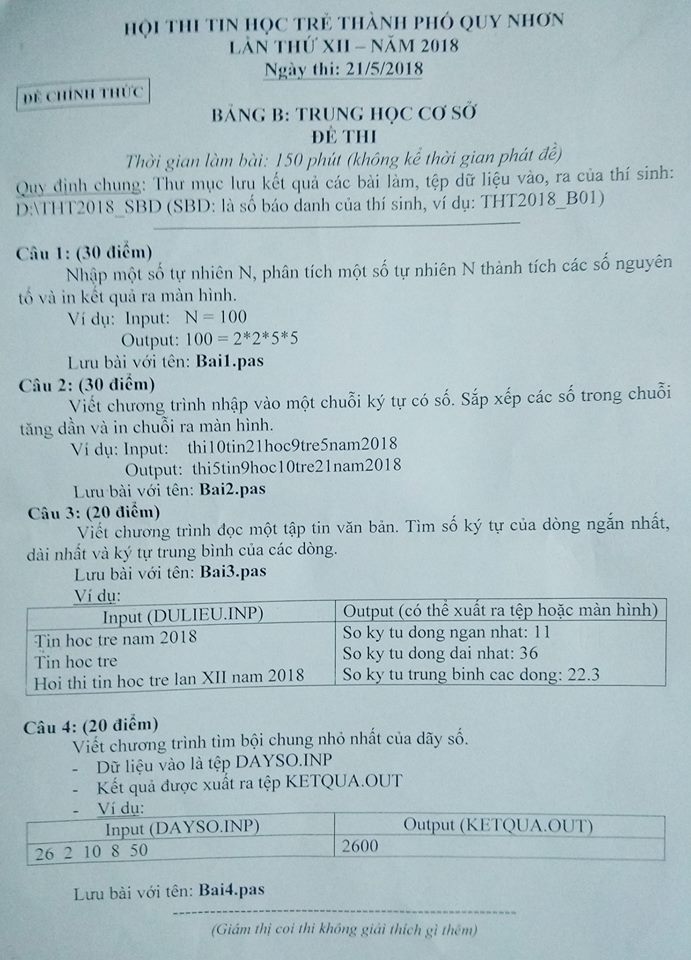 HỘI THI TIN HỌC TRẺ THÀNH PHỐ QUY NHƠN
LẦN THỨ XII – NĂM 2018
Ngày thi: 21/5/2018
ĐỀ CHÍNH THỨC
BẢNG B: TRUNG HỌC CƠ SỞ
ĐỀ THI
Thời gian làm bài: 150 phút (không kể thời gian phát đề)
Quy định chung: Thư mục lưu kết quả các bài làm, tệp dữ liệu vào, ra của thí sinh:
D:\THT2018_SBD (SBD: là số báo danh của thí sinh, ví dụ: THT2018_B01)
Câu 1: (30 điểm)
Nhập một số tự nhiên N, phân tích một số tự nhiên N thành tích các số nguyên
tố và in kết quả ra màn hình.
Ví dụ: Input: N = 100
Output: 100 = 2*2*5*5
Lưu bài với tên: Bai1.pas
Câu 2: (30 điểm)
Viết chương trình nhập vào một chuỗi ký tự có số. Sắp xếp các số trong chuỗi
tăng dần và in chuỗi ra màn hình.
Ví dụ: Input: thi10tin21hoc9tre5nam2018
Output: thi5tin9hoc10tre21nam2018
Lưu bài với tên: Bai2.pas
Câu 3: (20 điểm)
Viết chương trình đọc một tập tin văn bản. Tìm số ký tự của dòng ngắn nhất,
dài nhất và ký tự trung bình của các dòng.
Lưu bài với tên: Bai3.pas
Ví dụ:
Input (DULIEU.INP) Output (có thể xuất ra tệp hoặc màn hình)
Tin hoc tre nam 2018 So ky tu dong ngan nhat: 11
Tin hoc tre So ky tu dong dai nhat: 36
Hoi thi tin hoc tre lan XII nam 2018 So ky tu trung binh cac dong: 22.3
Câu 4: (20 điểm)
Viết chương trình tìm bội chung nhỏ nhất của dãy số.
- Dữ liệu vào là tệp DAYSO.INP
- Kết quả được xuất ra tệp KETQUA.OUT
- Ví dụ:
Input (DAYSO.INP) Output (KETQUA.OUT)
26 2 10 8 50 2600
Lưu bài với tên: Bai4.pas
(Giám thị coi thi không giải thích gì thêm)